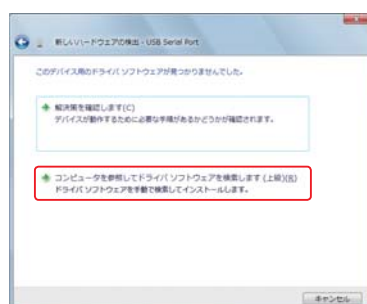 新しいハードウェアの検出 - USB Serial Port
このデバイス用のドライバ ソフトウェアが見つかりませんでした。
解決策を確認します(C)
デバイスが動作するために必要な手順があるかどうかが確認されます。
コンピュータを参照してドライバ ソフトウェアを検索します (上級)(R)
ドライバ ソフトウェアを手動で検索してインストールします。
キャンセル